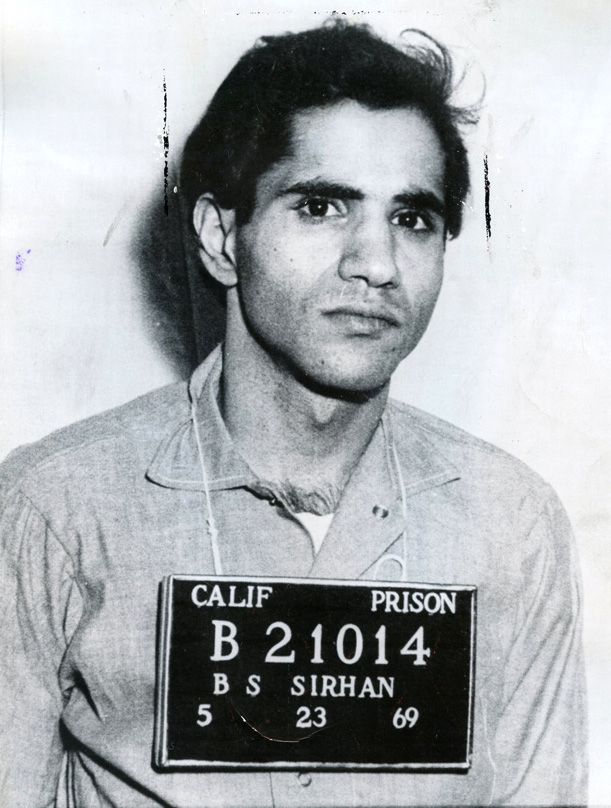 CALIF PRISON
B 21014
B S SIRHAN
5 23 69